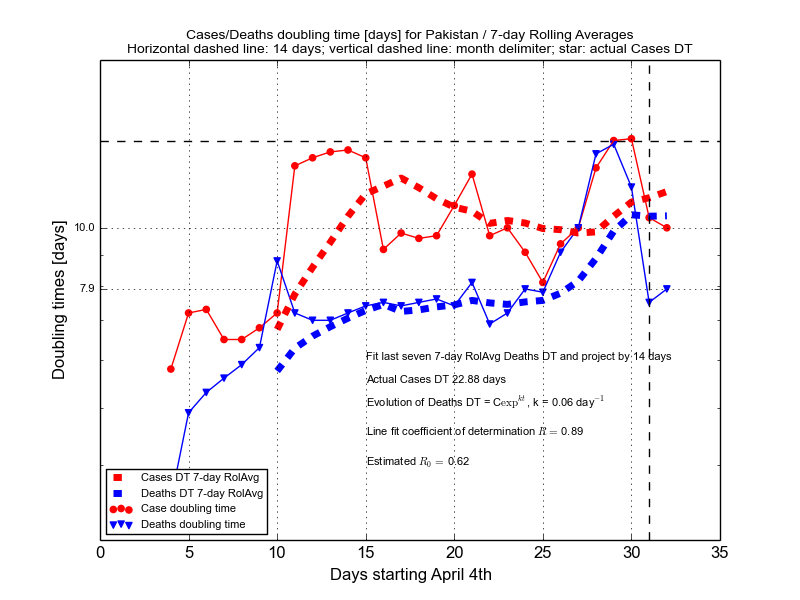 Cases/Deaths doubling time [days] for Pakistan / 7-day Rolling Averages
Horizontal dashed line: 14 days; vertical dashed line: month delimiter; star: actual Cases DT
Doubling times [days]
10.0
7.9
Fit last seven 7-day RolAvg Deaths DT and project by 14 days
Actual Cases DT 22.88 days
Evolution of Deaths DT = Cexp^{kt}, k = 0.06 day^{-1}
Line fit coefficient of determination R = 0.89
Estimated R_0 = 0.62
Cases DT 7-day RolAvg
Deaths DT 7-day RolAvg
Case doubling time
Deaths doubling time
0 5 10 15 20 25 30 35
Days starting April 4th